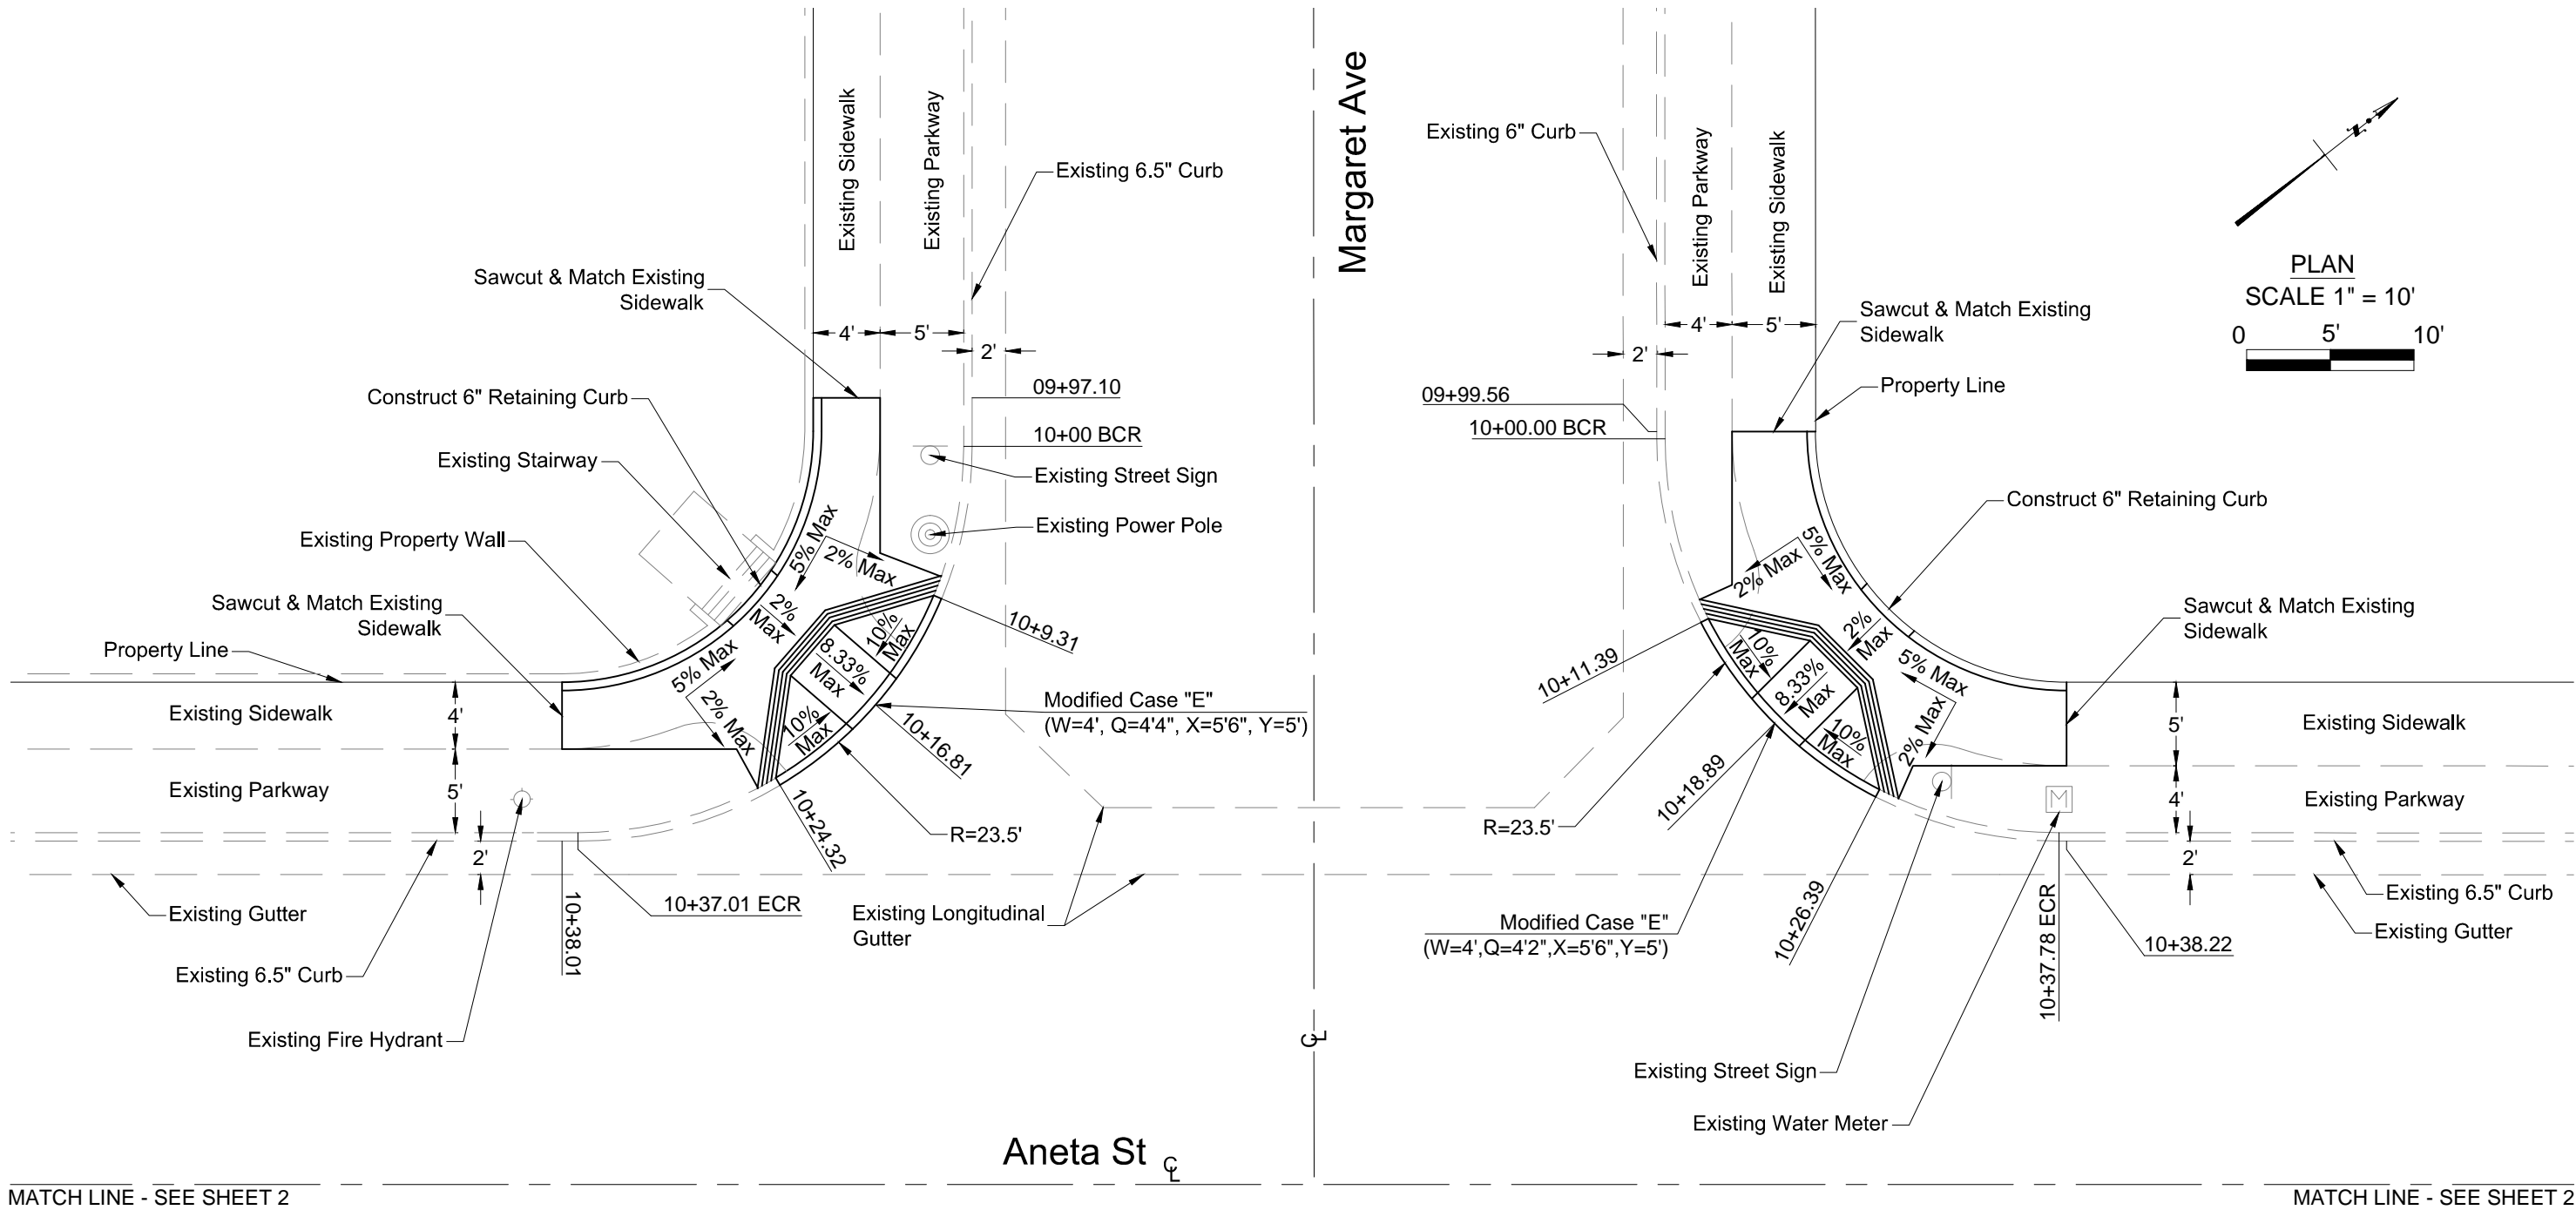 Margaret Ave
Existing Sidewalk
Existing Parkway
Existing 6.5" Curb
Sawcut & Match Existing
Sidewalk
4'
5'
2'
Construct 6" Retaining Curb
09+97.10
10+00 BCR
Existing Stairway
Existing Street Sign
Existing Property Wall
Existing Power Pole
5% Max
2% Max
Sawcut & Match Existing
Sidewalk
2%
Max
10%
Max
10+9.31
Property Line
5% Max
8.33%
Max
2% Max
10%
Max
Modified Case "E"
(W=4', Q=4'4", X=5'6", Y=5')
10+16.81
Existing Sidewalk
4'
Existing Parkway
5'
10+24.32
R=23.5'
2'
10+38.01
10+37.01 ECR
Existing Gutter
Existing Longitudinal
Gutter
Existing 6.5" Curb
Existing Fire Hydrant
Existing 6" Curb
Existing Parkway
Existing Sidewalk
N
PLAN
SCALE 1" = 10'
0 5' 10'
4'
5'
2'
Sawcut & Match Existing
Sidewalk
Property Line
09+99.56
10+00.00 BCR
Construct 6" Retaining Curb
5% Max
2% Max
2%
Max
Sawcut & Match Existing
Sidewalk
10%
Max
5% Max
10+11.39
8.33%
Max
2% Max
10%
Max
5'
Existing Sidewalk
10+18.89
4'
Existing Parkway
R=23.5'
2'
10+26.39
10+37.78 ECR
Existing 6.5" Curb
Modified Case "E"
(W=4',Q=4'2",X=5'6",Y=5')
M
10+38.22
Existing Gutter
Existing Street Sign
Existing Water Meter
CL
Aneta St CL
MATCH LINE - SEE SHEET 2
MATCH LINE - SEE SHEET 2